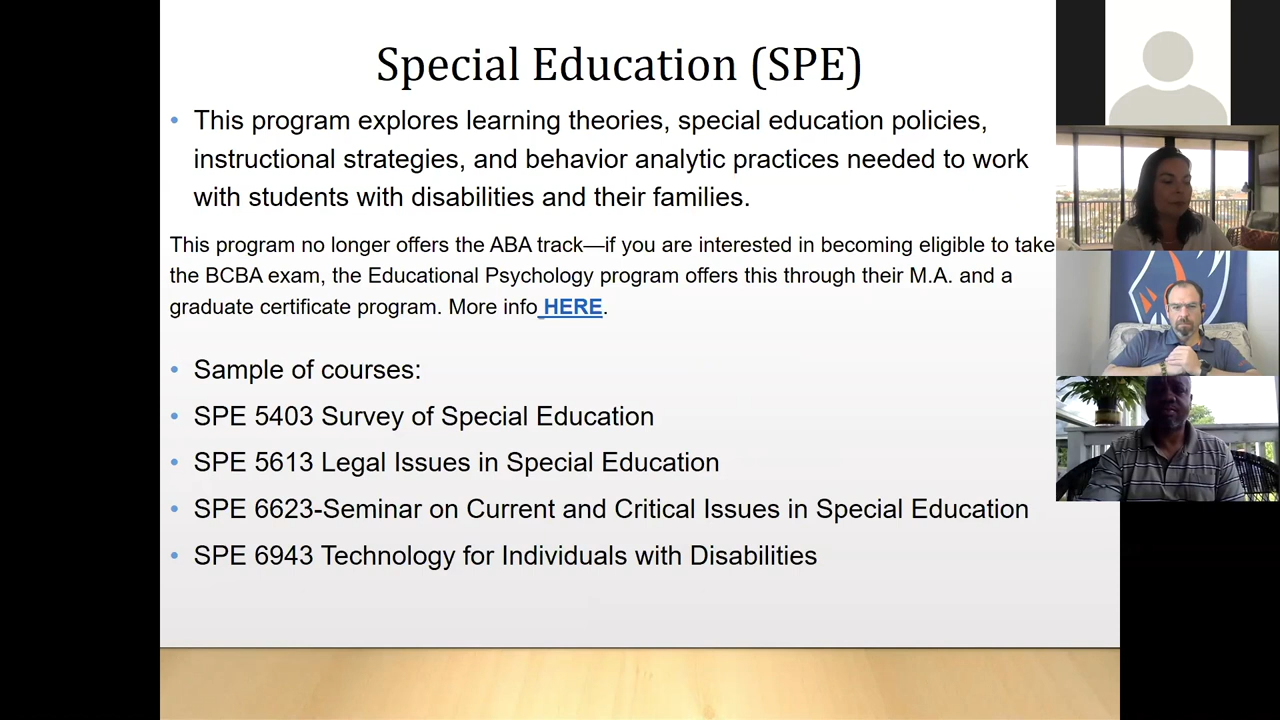 Special Education (SPE)
• This program explores learning theories, special education policies,
instructional strategies, and behavior analytic practices needed to work
with students with disabilities and their families.
This program no longer offers the ABA track—if you are interested in becoming eligible to take
the BCBA exam, the Educational Psychology program offers this through their M.A. and a
graduate certificate program. More info HERE.
• Sample of courses:
• SPE 5403 Survey of Special Education
• SPE 5613 Legal Issues in Special Education
• SPE 6623-Seminar on Current and Critical Issues in Special Education
• SPE 6943 Technology for Individuals with Disabilities